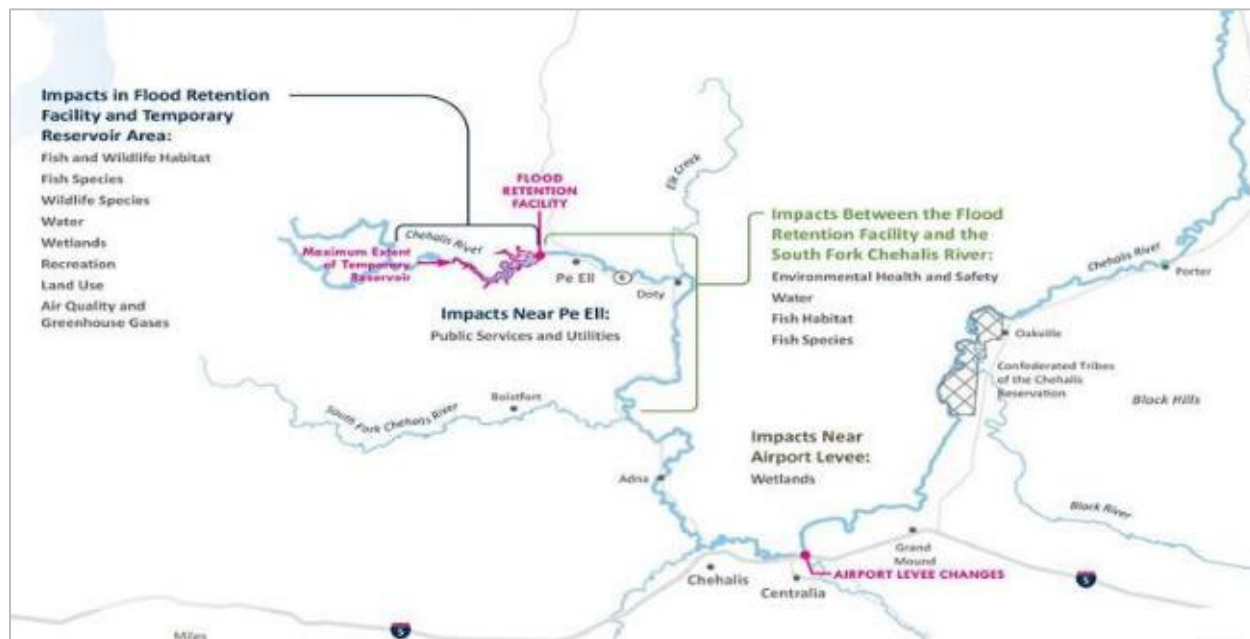 Impacts in Flood Retention
Facility and Temporary
Reservoir Area:
Fish and Wildlife Habitat
Fish Species
Wildlife Species
Water
Wetlands
Recreation
Land Use
Air Quality and
Greenhouse Gases
FLOOD
RETENTION
FACILITY
Chehalis River
Maximum Extent
of Temporary
Reservoir
Pe Ell
6
Doty
Elk Creek
Impacts Near Pe Ell:
Public Services and Utilities
Impacts Between the Flood
Retention Facility and the
South Fork Chehalis River:
Environmental Health and Safety
Water
Fish Habitat
Fish Species
Chehalis River
Porter
Oakville
Confederated Tribes
of the Chehalis
Reservation
Black Hills
South Fork Chehalis River
Boistfort
Adna
Impacts Near
Airport Levee:
Wetlands
Black River
Grand
Mound
AIRPORT LEVEE CHANGES
Chehalis
Centralia
5
5
Miles